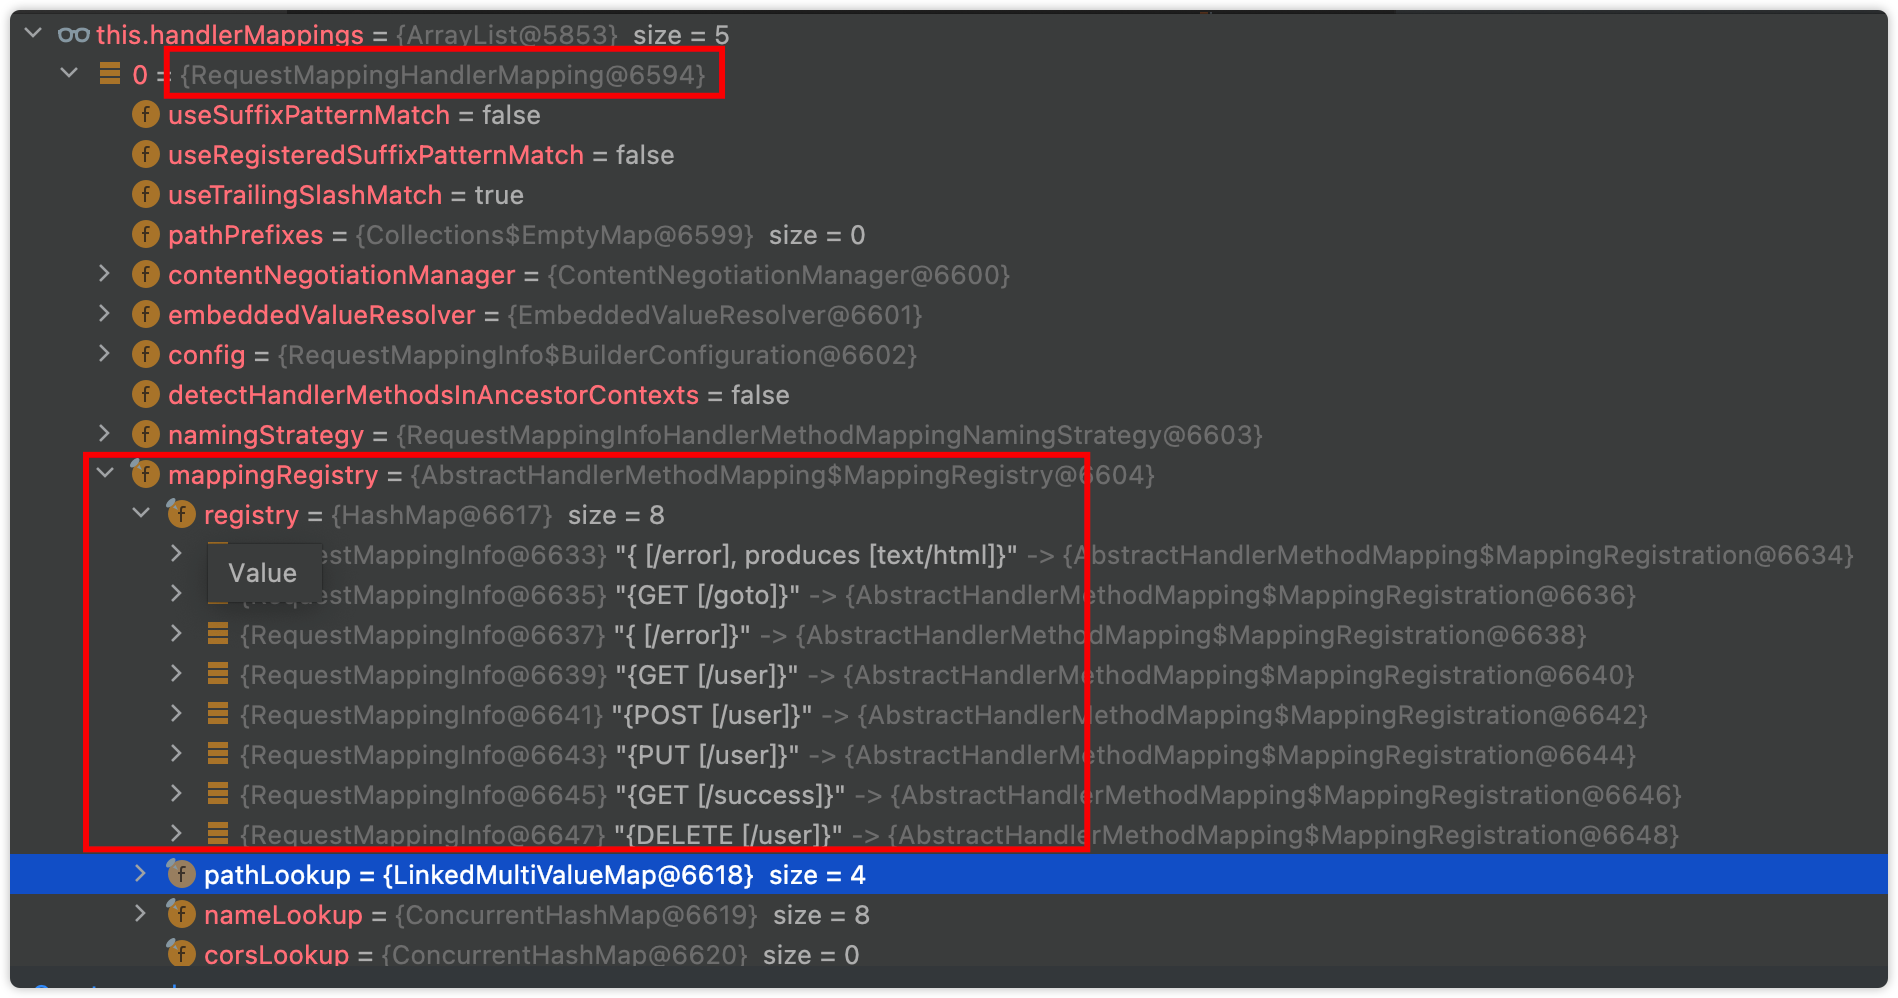 this.handlerMappings = {ArrayList@5853} size = 5
0 = {RequestMappingHandlerMapping@6594}
f useSuffixPatternMatch = false
f useRegisteredSuffixPatternMatch = false
f useTrailingSlashMatch = true
f pathPrefixes = {Collections$EmptyMap@6599} size = 0
f contentNegotiationManager = {ContentNegotiationManager@6600}
f embeddedValueResolver = {EmbeddedValueResolver@6601}
f config = {RequestMappingInfo$BuilderConfiguration@6602}
f detectHandlerMethodsInAncestorContexts = false
f namingStrategy = {RequestMappingInfoHandlerMethodMappingNamingStrategy@6603}
f mappingRegistry = {AbstractHandlerMethodMapping$MappingRegistry@6604}
f registry = {HashMap@6617} size = 8
estMappingInfo@6633} "{ [/error], produces [text/html]}" -> {AbstractHandlerMethodMapping$MappingRegistration@6634}
Value
estMappingInfo@6635} "{GET [/goto]}" -> {AbstractHandlerMethodMapping$MappingRegistration@6636}
{RequestMappingInfo@6637} "{ [/error]}" -> {AbstractHandlerMethodMapping$MappingRegistration@6638}
{RequestMappingInfo@6639} "{GET [/user]}" -> {AbstractHandlerMethodMapping$MappingRegistration@6640}
{RequestMappingInfo@6641} "{POST [/user]}" -> {AbstractHandlerMethodMapping$MappingRegistration@6642}
{RequestMappingInfo@6643} "{PUT [/user]}" -> {AbstractHandlerMethodMapping$MappingRegistration@6644}
{RequestMappingInfo@6645} "{GET [/success]}" -> {AbstractHandlerMethodMapping$MappingRegistration@6646}
{RequestMappingInfo@6647} "{DELETE [/user]}" -> {AbstractHandlerMethodMapping$MappingRegistration@6648}
f pathLookup = {LinkedMultiValueMap@6618} size = 4
f nameLookup = {ConcurrentHashMap@6619} size = 8
f corsLookup = {ConcurrentHashMap@6620} size = 0